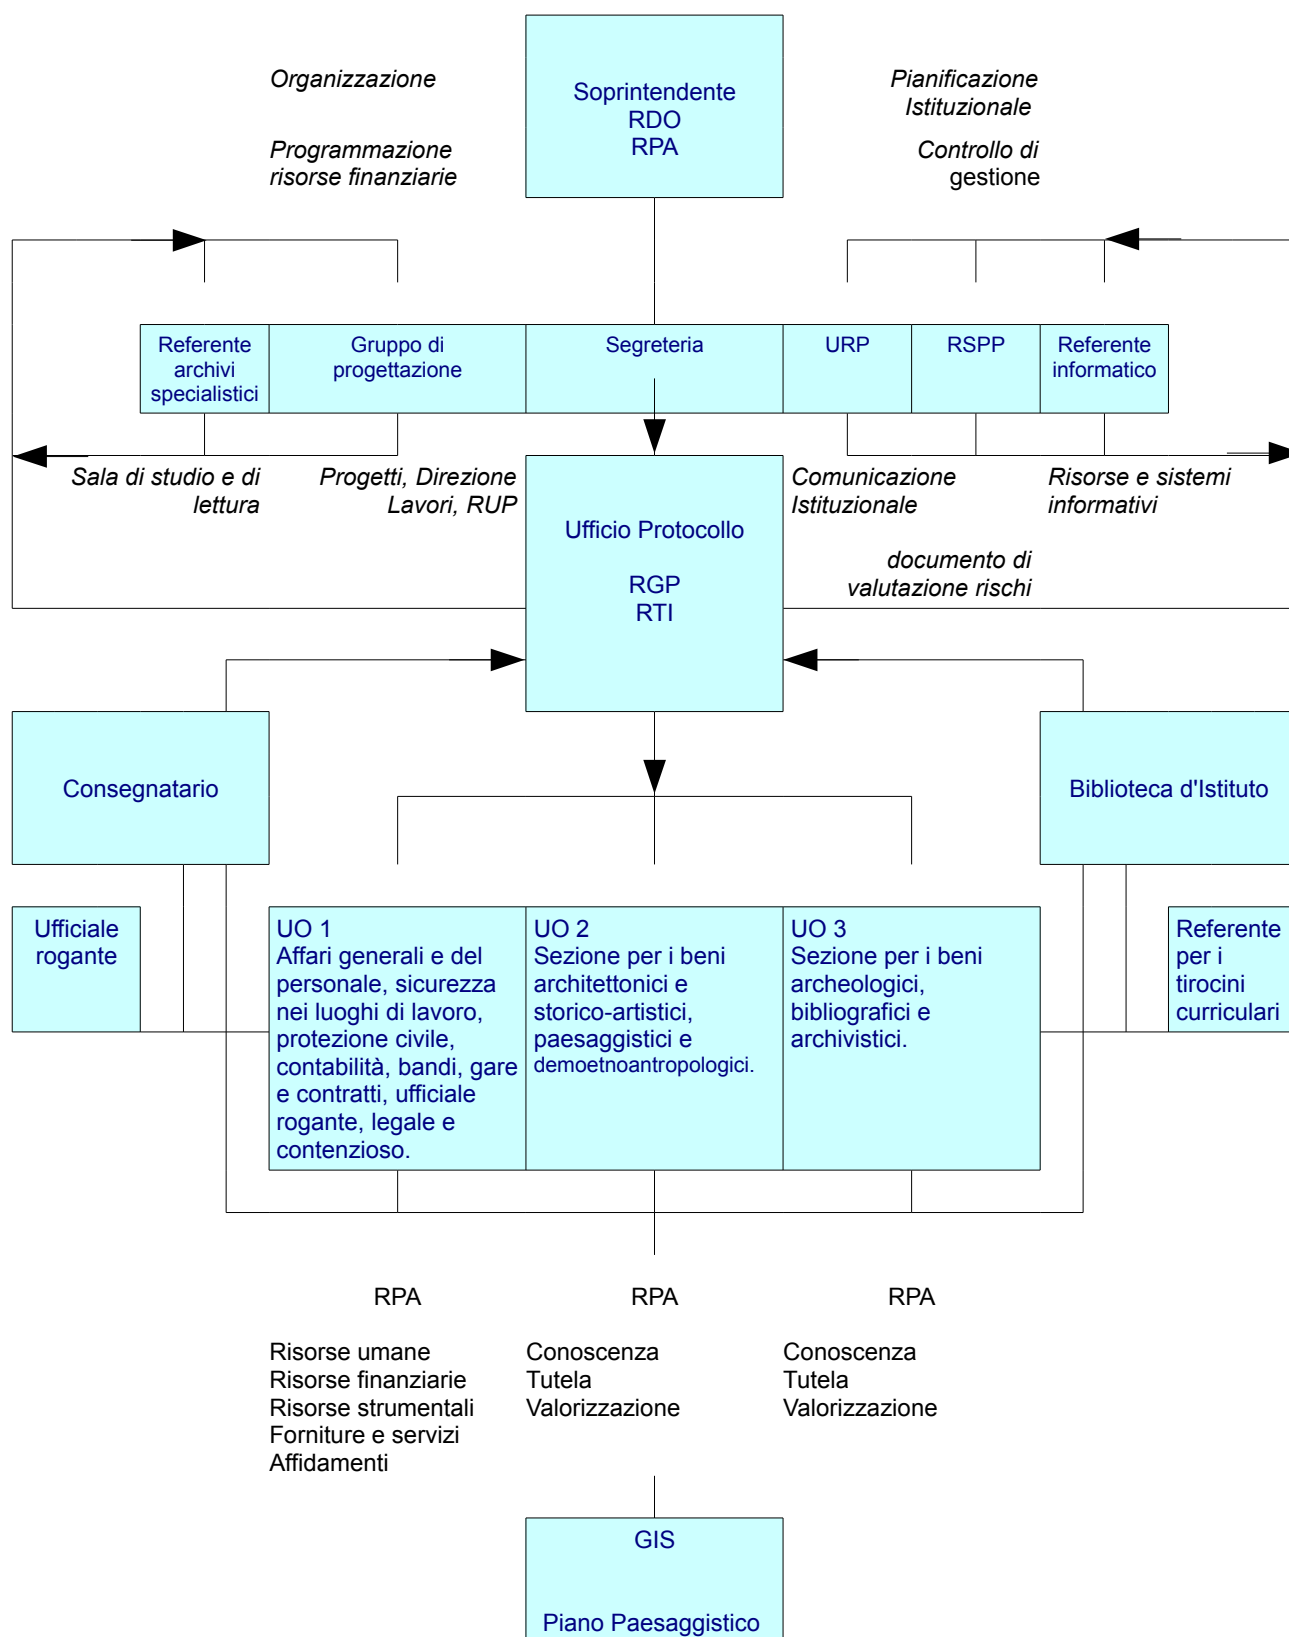 Organizzazione
Programmazione
risorse finanziarie
Soprintendente
RDO
RPA
Pianificazione
Istituzionale
Controllo di
gestione
Referente
archivi
specialistici
Gruppo di
progettazione
Segreteria
URP
RSPP
Referente
informatico
Sala di studio e di
lettura
Progetti, Direzione
Lavori, RUP
Comunicazione
Istituzionale
Risorse e sistemi
informativi
documento di
valutazione rischi
Ufficio Protocollo
RGP
RTI
Consegnatario
Biblioteca d'Istituto
Ufficiale
rogante
UO 1
Affari generali e del
personale, sicurezza
nei luoghi di lavoro,
protezione civile,
contabilità, bandi, gare
e contratti, ufficiale
rogante, legale e
contenzioso.
UO 2
Sezione per i beni
architettonici e
storico-artistici,
paesaggistici e
demoetnoantropologici.
UO 3
Sezione per i beni
archeologici,
bibliografici e
archivistici.
Referente
per i
tirocini
curriculari
RPA
Risorse umane
Risorse finanziarie
Risorse strumentali
Forniture e servizi
Affidamenti
RPA
Conoscenza
Tutela
Valorizzazione
RPA
Conoscenza
Tutela
Valorizzazione
GIS
Piano Paesaggistico